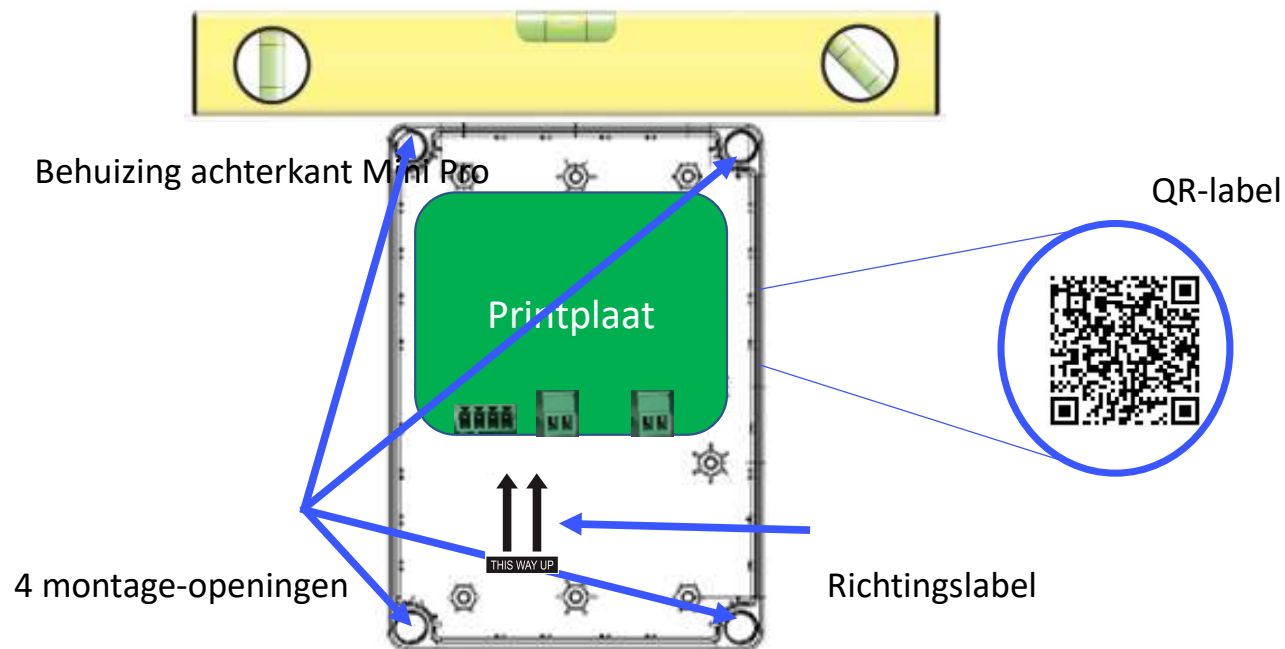 Behuizing achterkant Mini Pro
QR-label
Printplaat
THIS WAY UP
4 montage-openingen
Richtingslabel